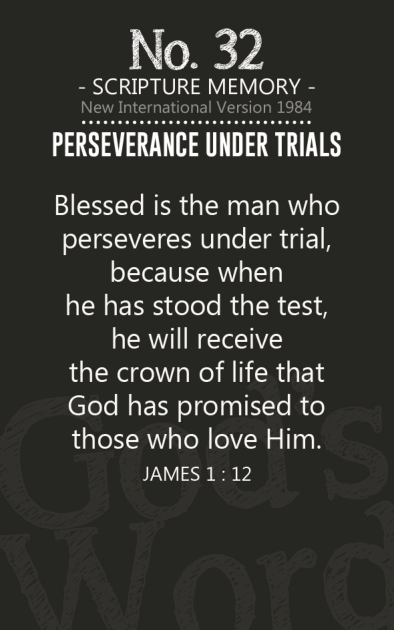 No. 32
- SCRIPTURE MEMORY -
New International Version 1984
PERSEVERANCE UNDER TRIALS
Blessed is the man who
perseveres under trial,
because when
he has stood the test,
he will receive
the crown of life that
God has promised to
those who love Him.
JAMES 1 : 12
God's
Word